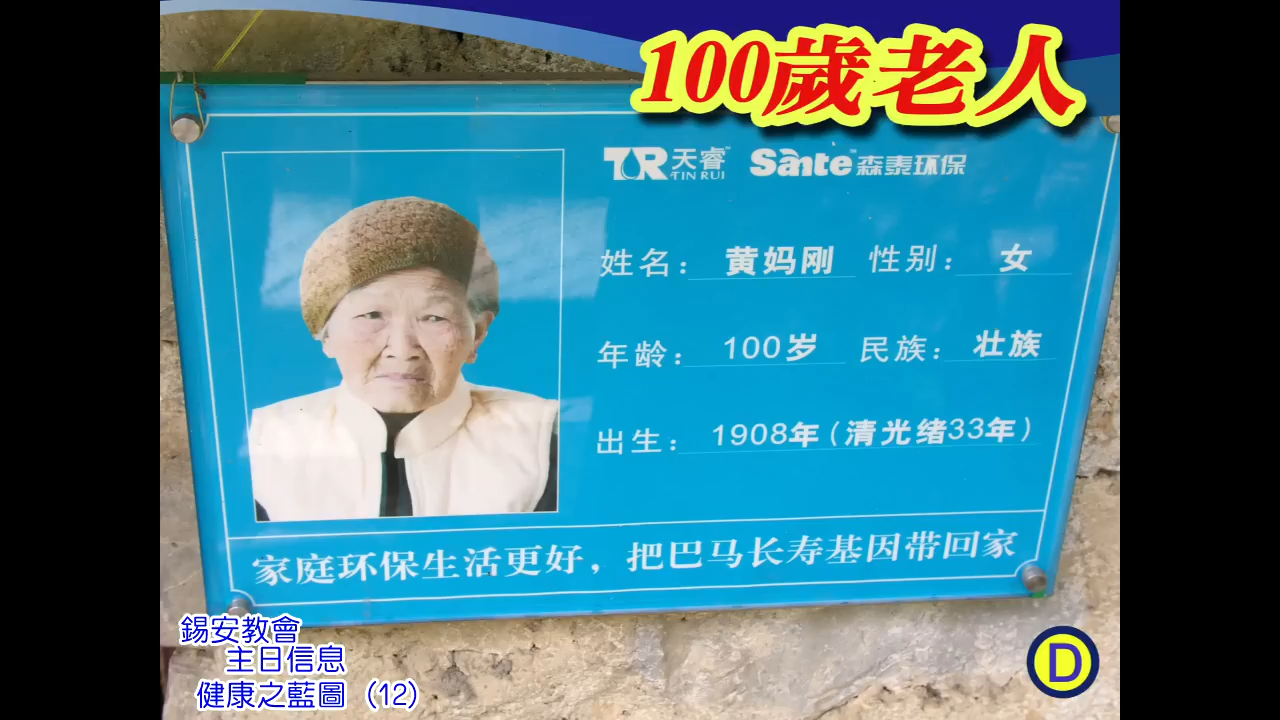 100歲老人
TR天睿 TIN RUI Sante森泰环保
姓名：黄妈刚 性别：女
年龄：100岁 民族：壮族
出生：1908年(清光绪33年)
家庭环保生活更好，把巴马长寿基因带回家
錫安教會
主日信息
健康之藍圖 (12)
D